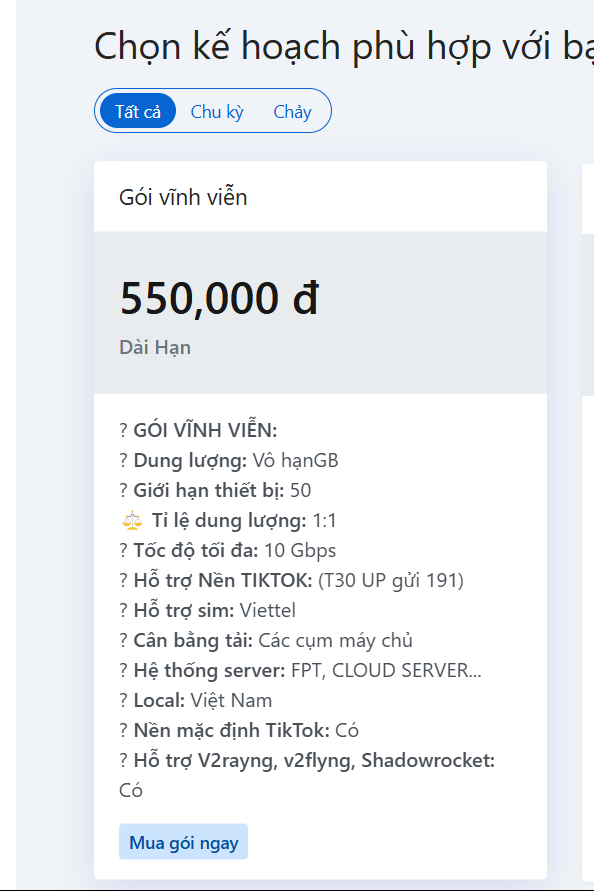 Chọn kế hoạch phù hợp với
Tất cả Chu kỳ Chảy
Gói vĩnh viễn
550,000 đ
Dài Hạn
? GÓI VĨNH VIỄN:
? Dung lượng: Vô hạnGB
? Giới hạn thiết bị: 50
⚖️ Tỉ lệ dung lượng: 1:1
? Tốc độ tối đa: 10 Gbps
? Hỗ trợ Nền TIKTOK: (T30 UP gửi 191)
? Hỗ trợ sim: Viettel
? Cân bằng tải: Các cụm máy chủ
? Hệ thống server: FPT, CLOUD SERVER...
? Local: Việt Nam
? Nền mặc định TikTok: Có
? Hỗ trợ V2rayng, v2flyng, Shadowrocket:
Có
Mua gói ngay